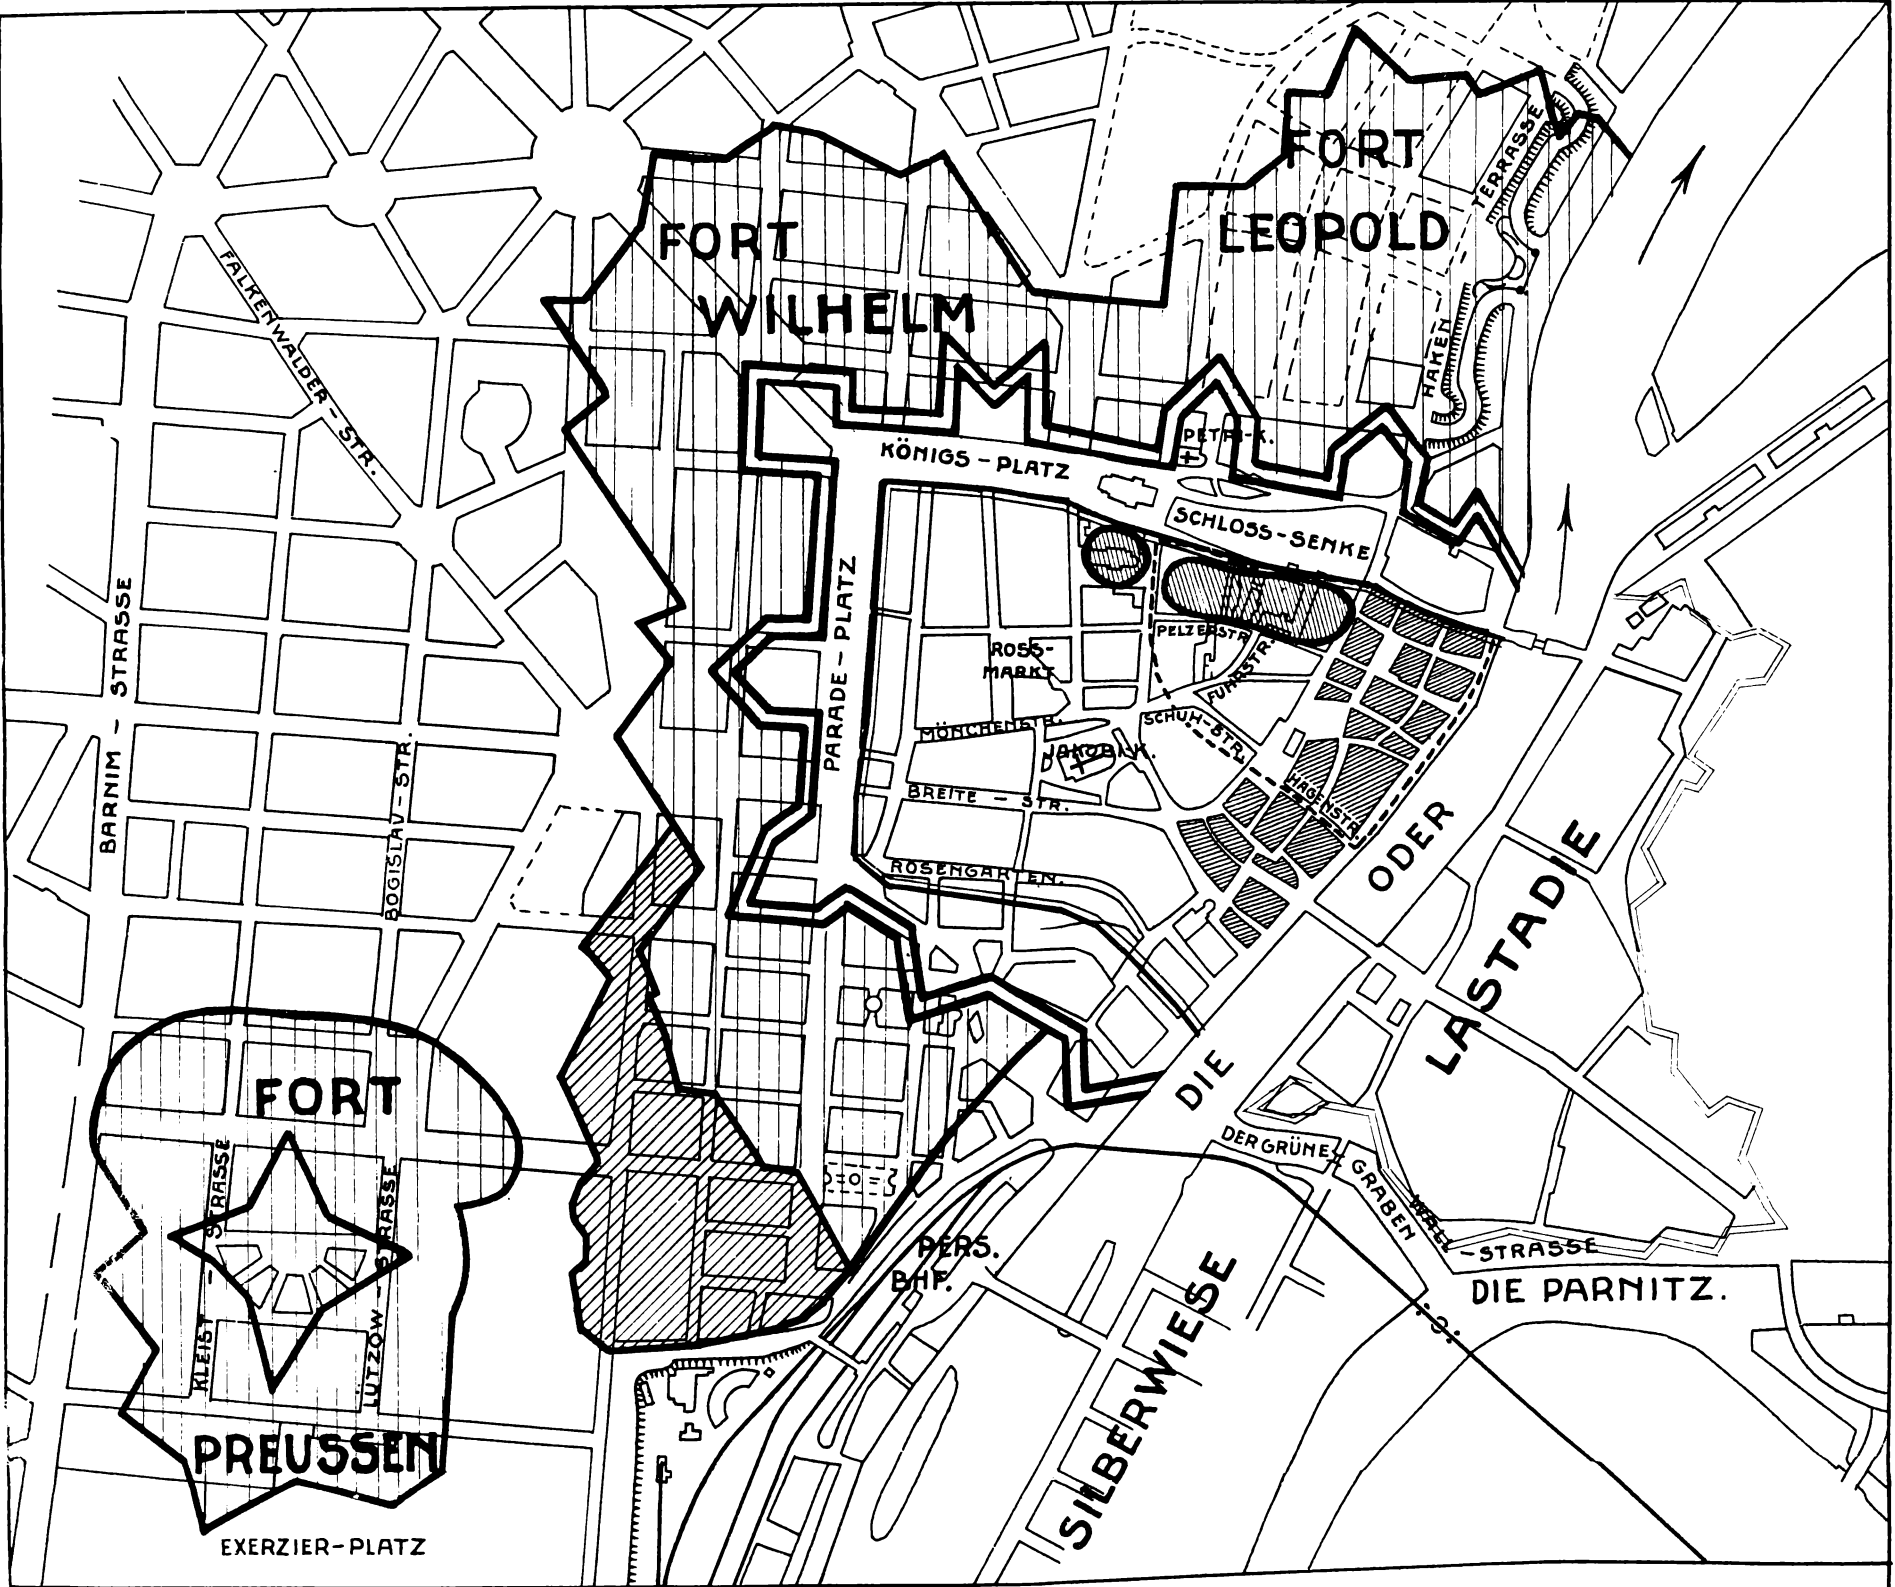 FORT
LEOPOLD
TERRASSE
HAKEN
FORT
WILHELM
FALKENWALDER-STR.
KÖNIGS-PLATZ
PETRI-K.
SCHLOSS-SENKE
BARNIM - STRASSE
BOGISLAV-STR.
PARADE-PLATZ
ROSS-
MARKT
PELZERSTR.
FUHRSTR.
SCHUH-STR.
MÖNCHENSTR.
JAKOBI-K.
BREITE - STR.
HAGENSTR.
ROSENGARTEN.
DIE ODER
LASTADIE
FORT
PREUSSEN
KLEIST - STRASSE
LÜTZOW - STRASSE
EXERZIER-PLATZ
PERS.
BHF.
DER GRÜNE GRABEN
WALL-STRASSE
DIE PARNITZ.
SILBERWIESE